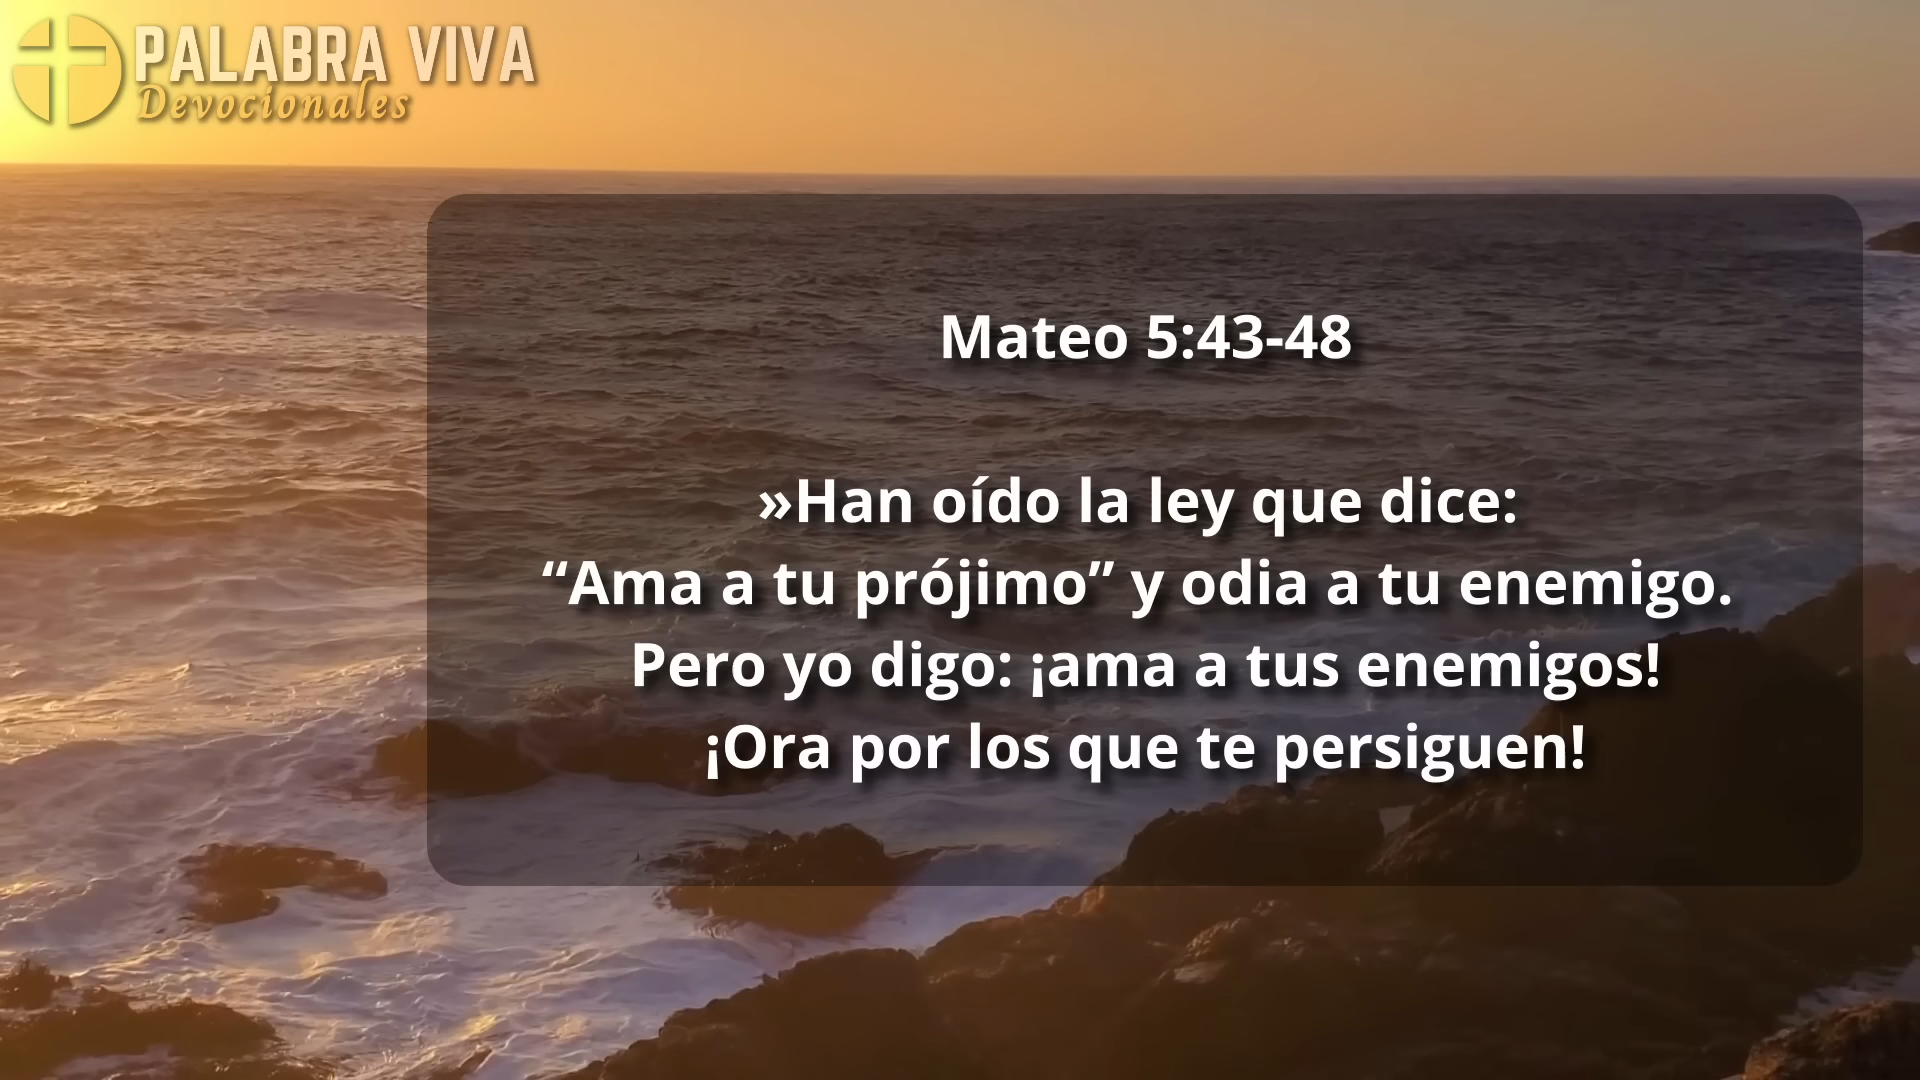 PALABRA VIVA
Devocionales
Mateo 5:43-48
»Han oído la ley que dice:
“Ama a tu prójimo” y odia a tu enemigo.
Pero yo digo: ¡ama a tus enemigos!
¡Ora por los que te persiguen!